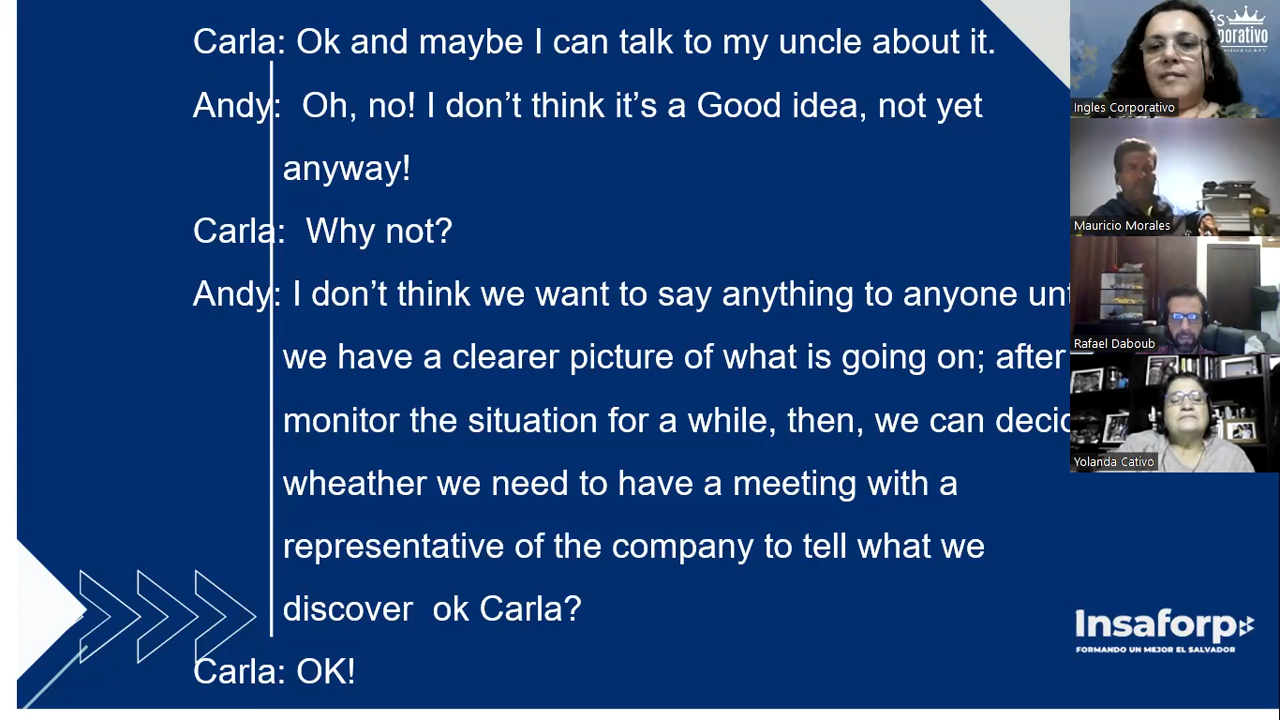 Carla: Ok and maybe I can talk to my uncle about it.
Andy: Oh, no! I don’t think it’s a Good idea, not yet
anyway!
Carla: Why not?
Andy: I don’t think we want to say anything to anyone
we have a clearer picture of what is going on; after
monitor the situation for a while, then, we can
wheather we need to have a meeting with a
representative of the company to tell what we
discover ok Carla?
Carla: OK!
Ingles Corporativo
Mauricio Morales
Rafael Daboub
Yolanda Cativo
Insaforp
FORMANDO UN MEJOR EL SALVADOR